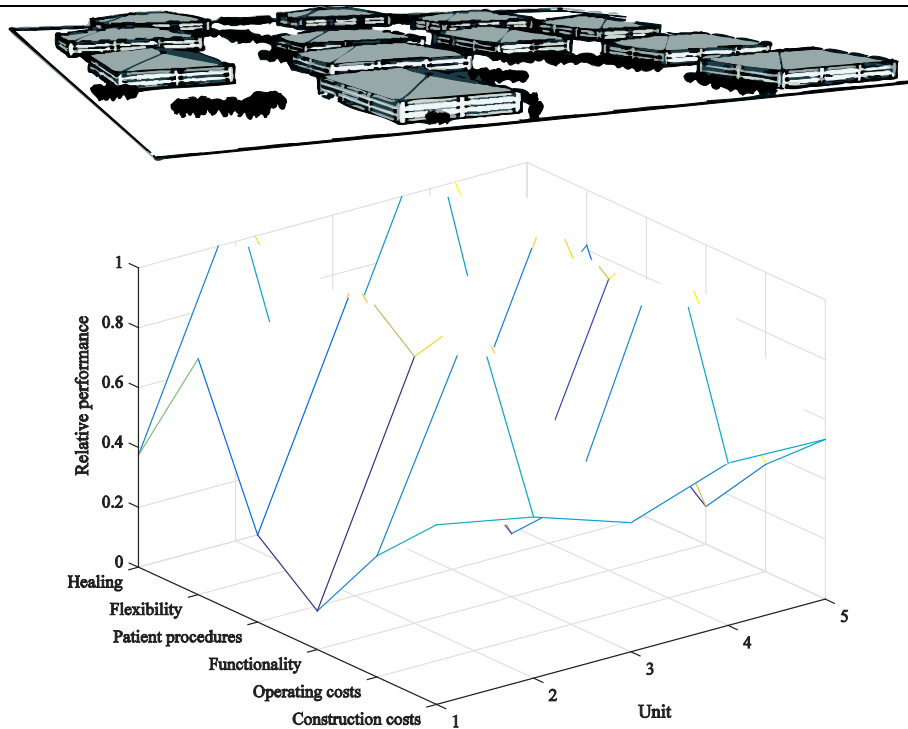 1
0.8
0.6
0.4
0.2
0
Relative performance
Healing
Flexibility
Patient procedures
Functionality
Operating costs
Construction costs
1
2
3
4
5
Unit